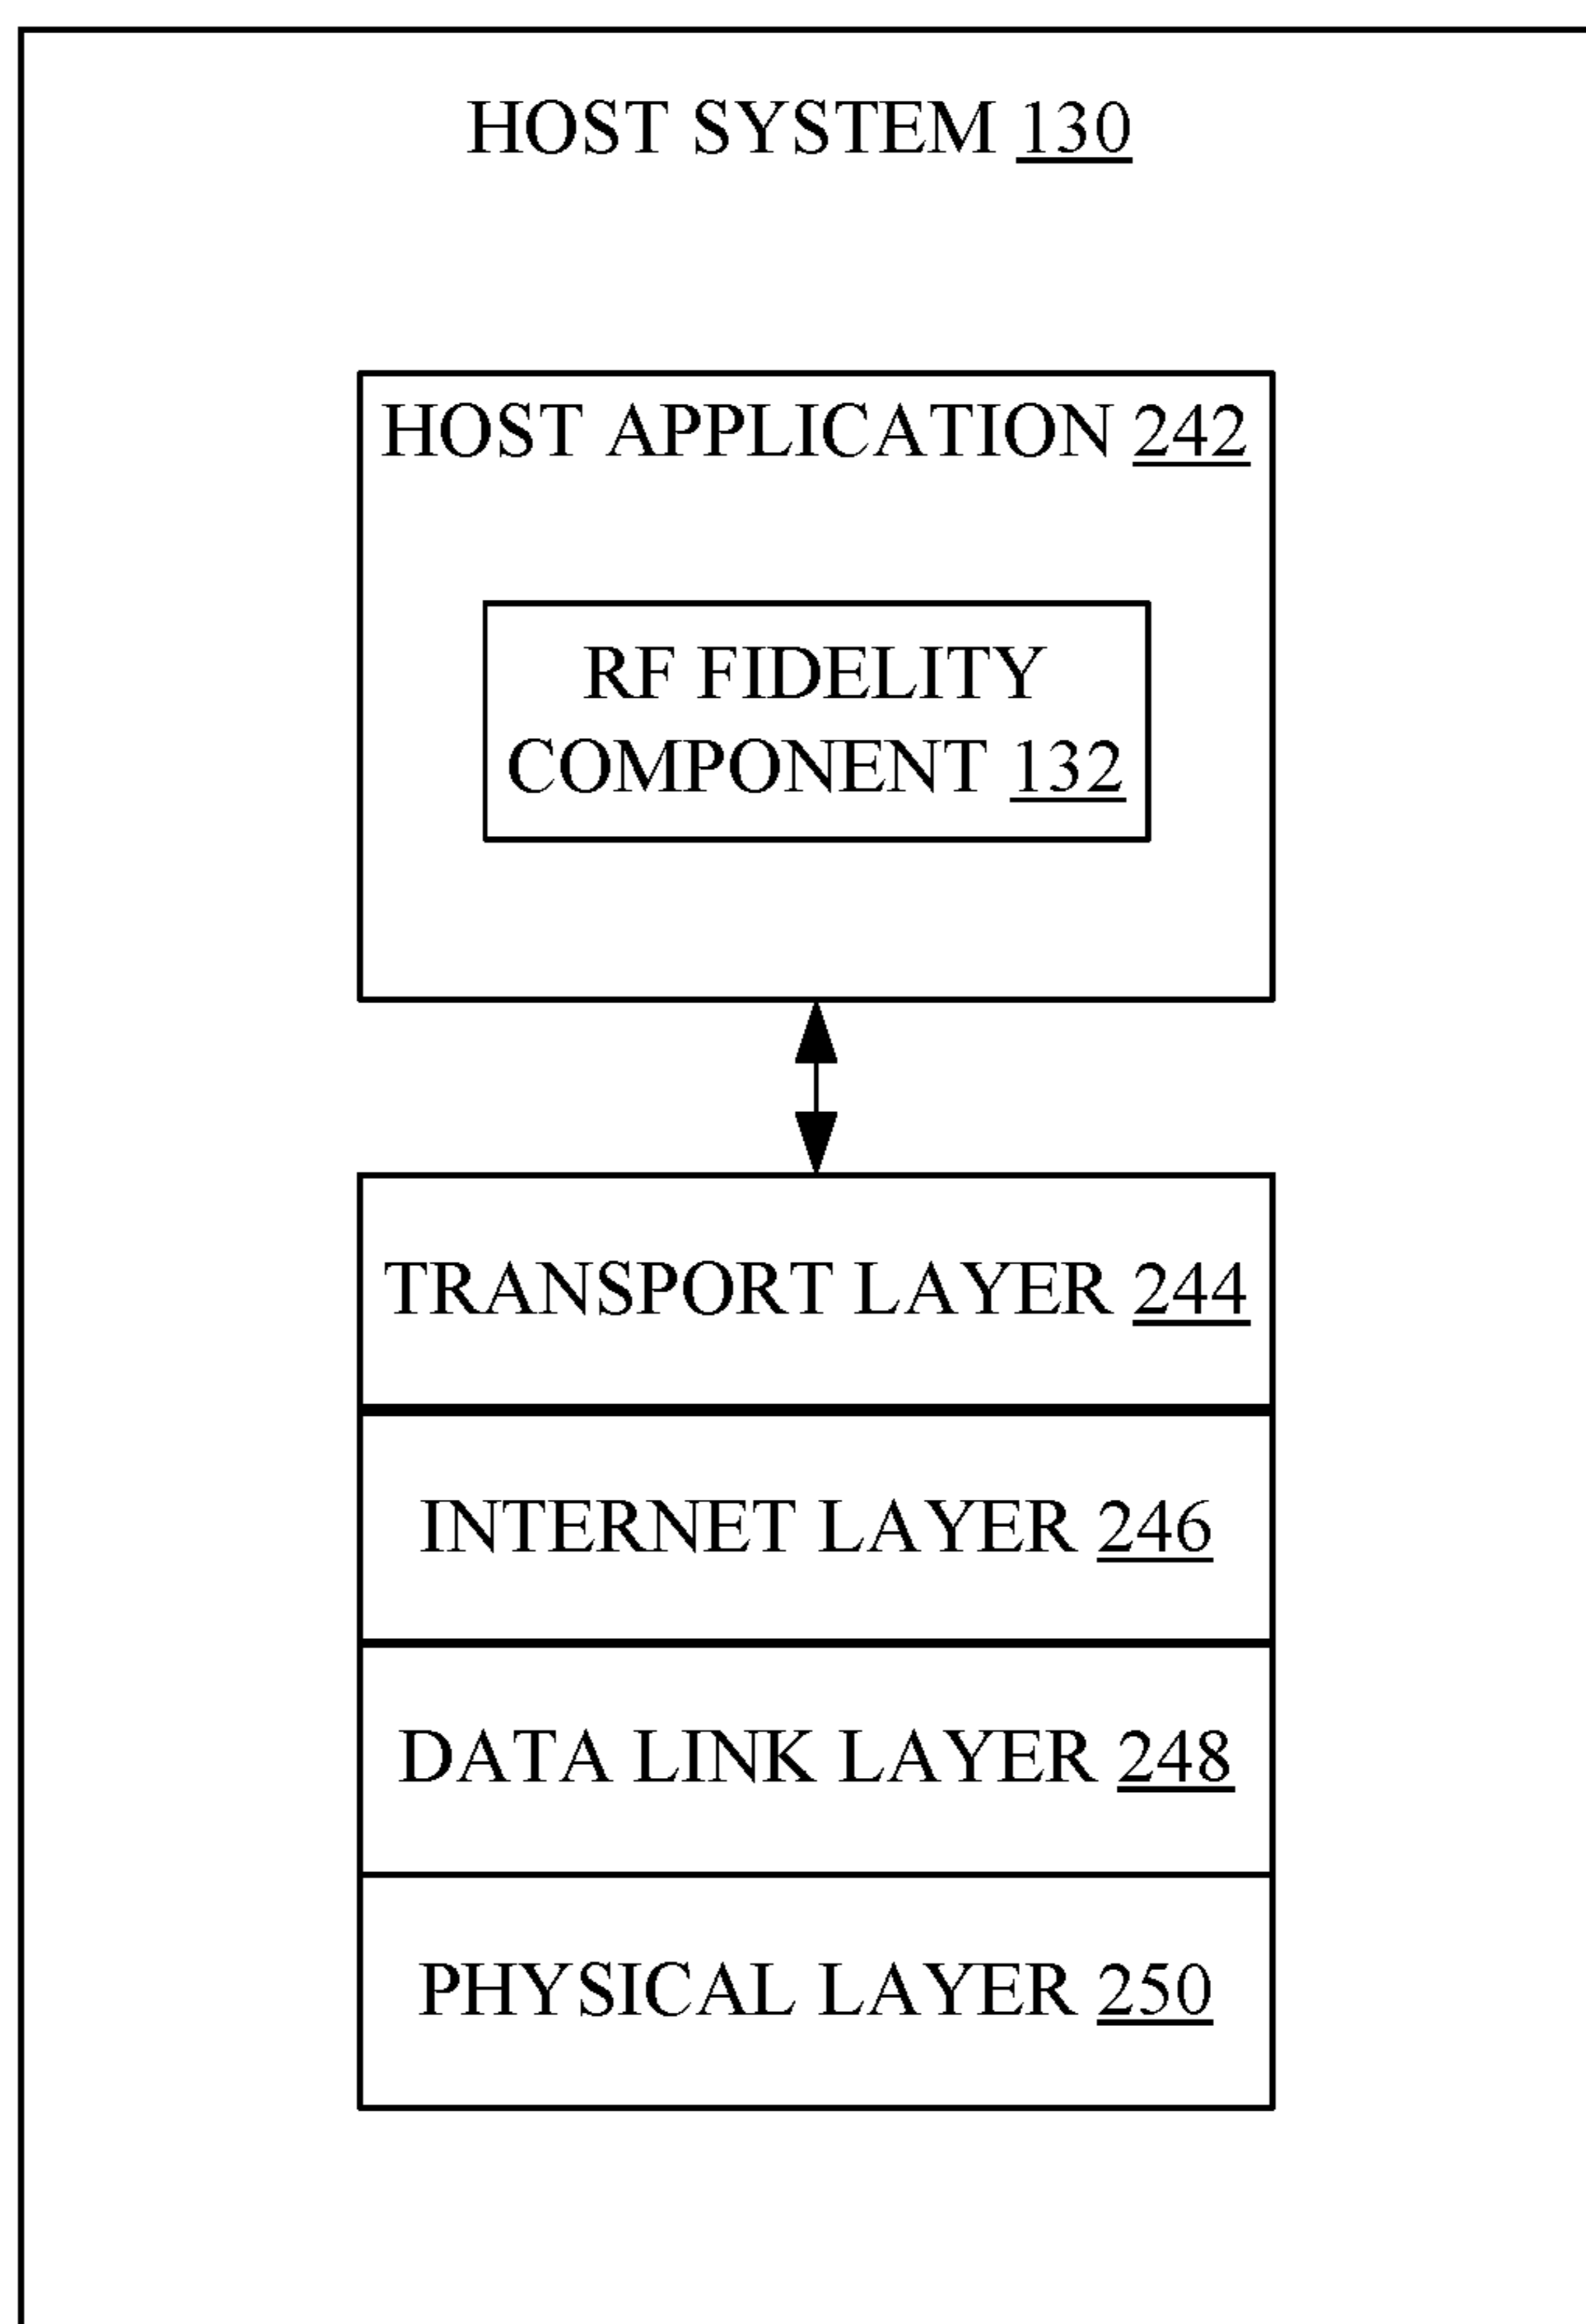 HOST SYSTEM 130
HOST APPLICATION 242
RF FIDELITY
COMPONENT 132
TRANSPORT LAYER 244
INTERNET LAYER 246
DATA LINK LAYER 248
PHYSICAL LAYER 250